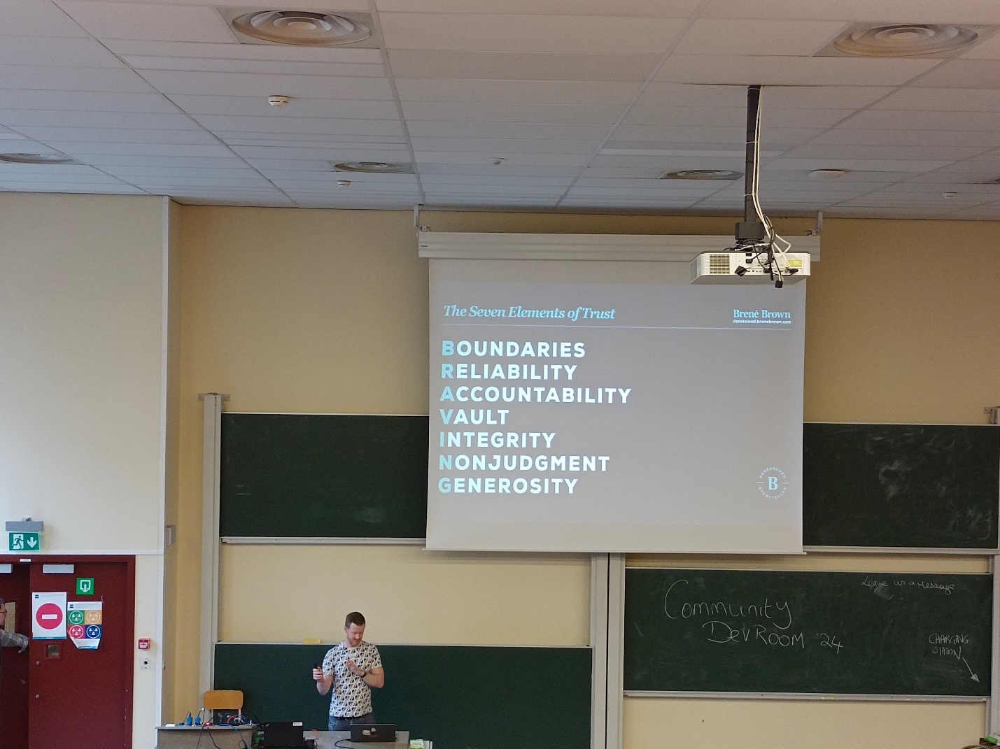 The Seven Elements of Trust
Brené Brown
daretolead.brenebrown.com
BOUNDARIES
RELIABILITY
ACCOUNTABILITY
VAULT
INTEGRITY
NONJUDGMENT
GENEROSITY
RESEARCHER
B
STORYTELLER
Leave us a message
Community
DevRoom '24
CHARGING
STATION